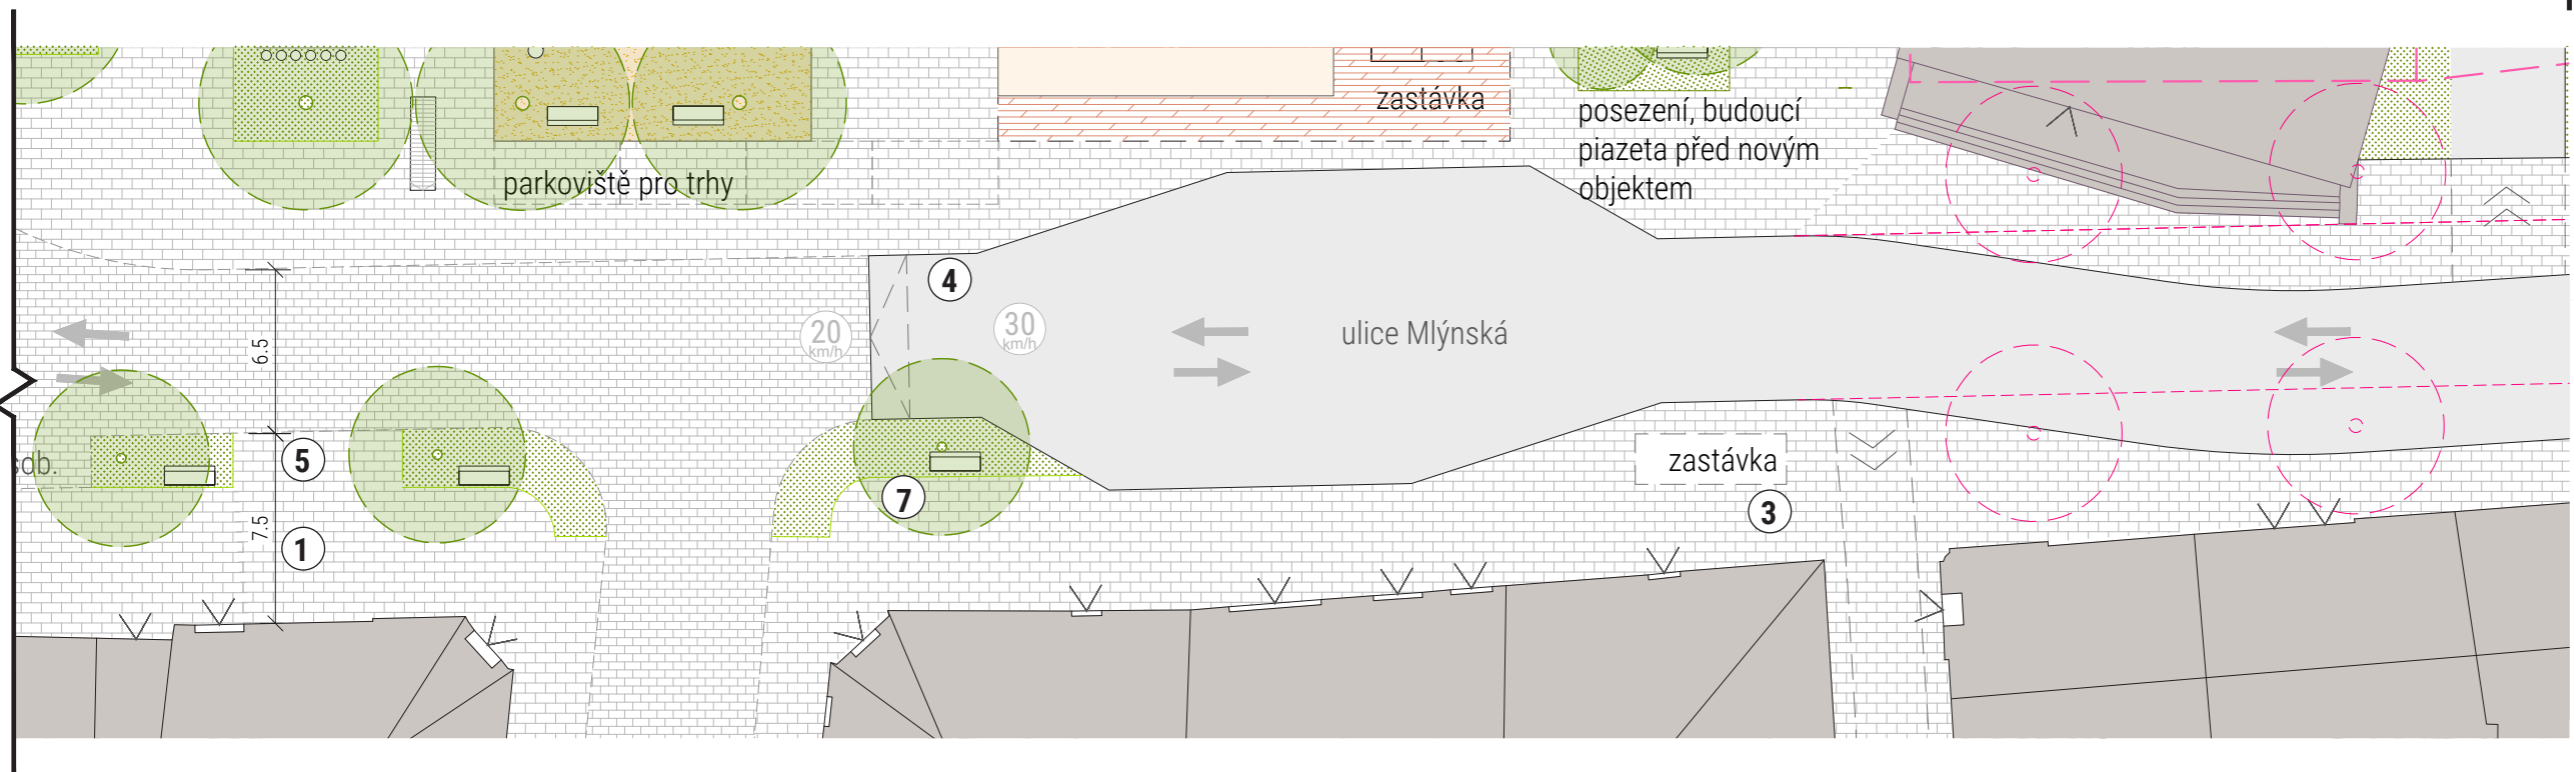 zastávka
posezení, budoucí
piazeta před novým
objektem
parkoviště pro trhy
4
20
km/h
30
km/h
ulice Mlýnská
6.5
5
7
zastávka
3
7.5
1